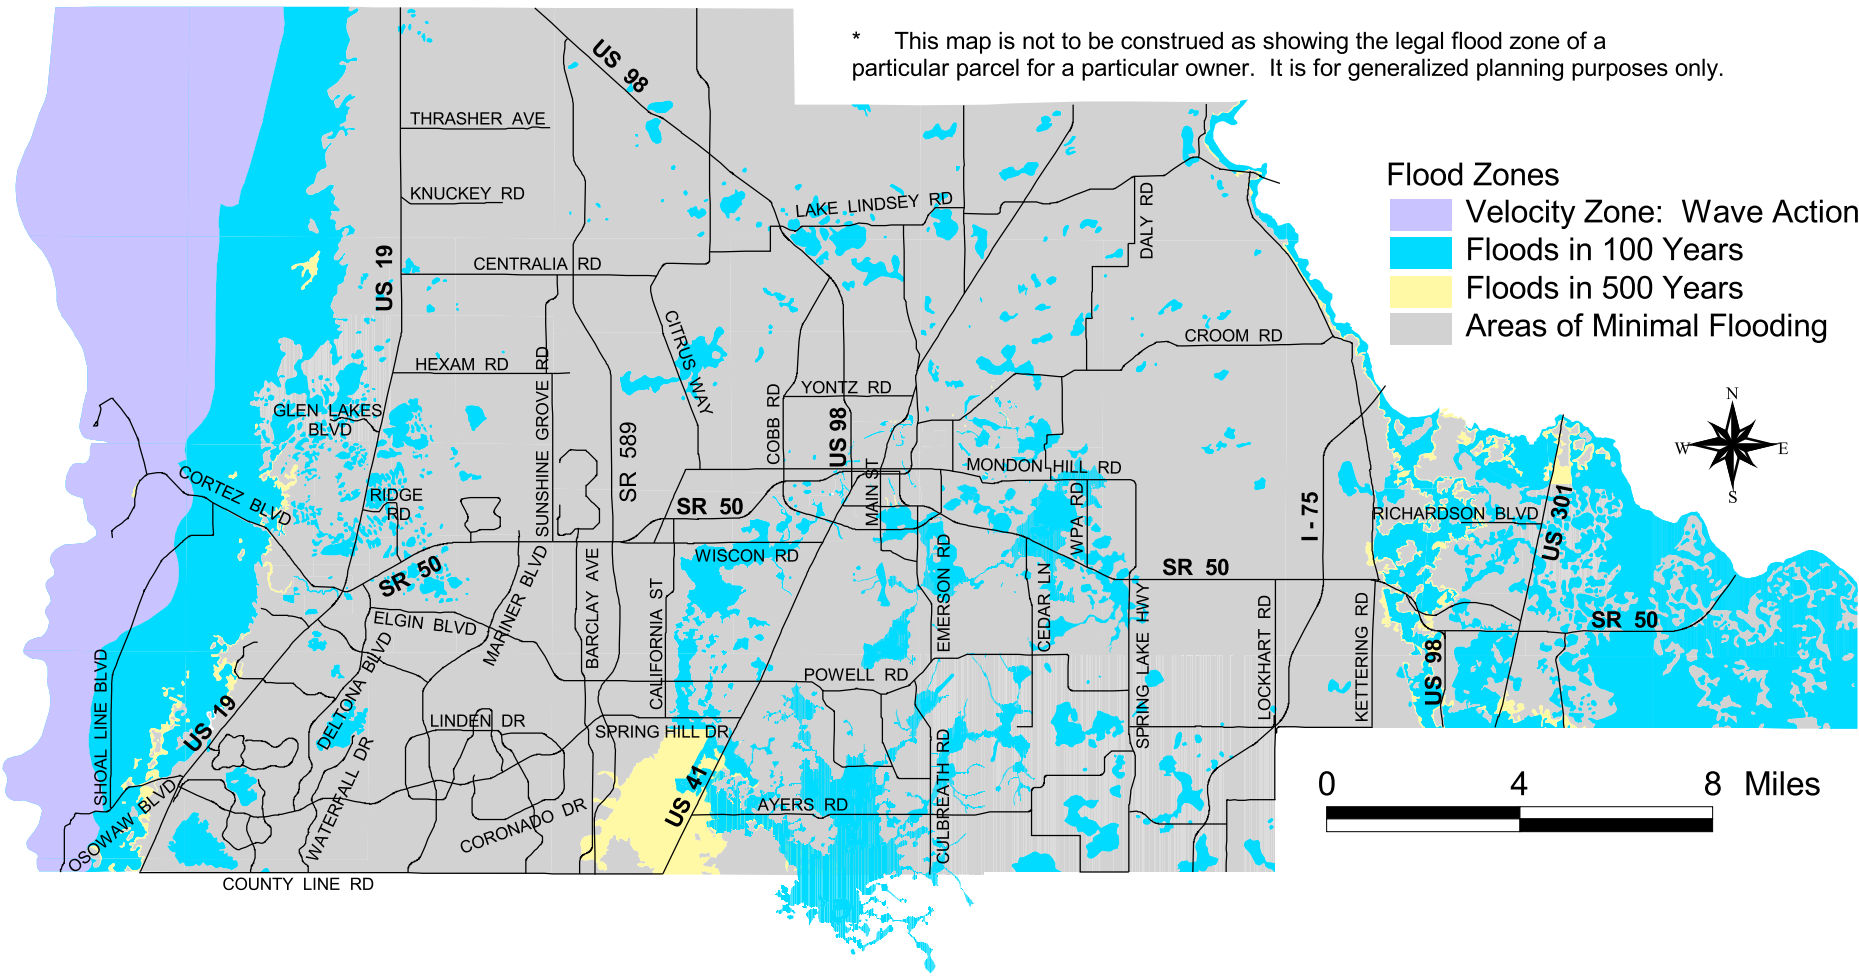 * This map is not to be construed as showing the legal flood zone of a
particular parcel for a particular owner. It is for generalized planning purposes only.
Flood Zones
Velocity Zone: Wave Action
Floods in 100 Years
Floods in 500 Years
Areas of Minimal Flooding
N
W E
S
0 4 8 Miles
US 98
THRASHER AVE
KNUCKEY RD
LAKE LINDSEY RD
DALY RD
US 19
CENTRALIA RD
CITRUS WAY
CROOM RD
HEXAM RD
SUNSHINE GROVE RD
YONTZ RD
COBB RD
US 98
GLEN LAKES
BLVD
SR 589
MONDON HILL RD
MAIN ST
CORTEZ BLVD
RIDGE
RD
SR 50
WPA RD
I - 75
RICHARDSON BLVD
US 301
WISCON RD
SR 50
MARINER BLVD
BARCLAY AVE
CALIFORNIA ST
EMERSON RD
CEDAR LN
SPRING LAKE HWY
SR 50
LOCKHART RD
KETTERING RD
SR 50
US 98
ELGIN BLVD
DELTONA BLVD
POWELL RD
SHOAL LINE BLVD
US 19
LINDEN DR
SPRING HILL DR
WATERFALL DR
US 41
AYERS RD
CULBREATH RD
OSOWAW BLVD
CORONADO DR
COUNTY LINE RD